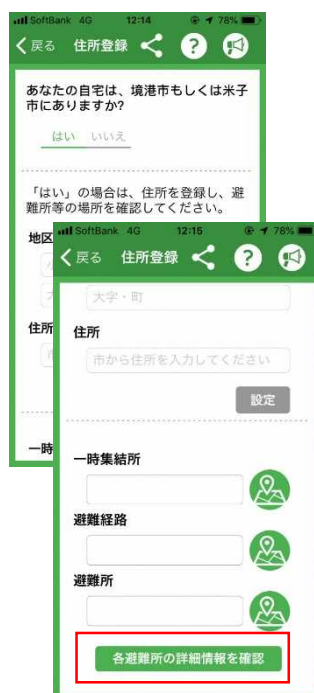 SoftBank 4G 12:14 78%
戻る 住所登録 ?
あなたの自宅は、境港市もしくは米子
市にありますか?
はい いいえ
「はい」の場合は、住所を登録し、避
難所等の場所を確認してください。
地区
住所
一時
SoftBank 4G 12:15 78%
戻る 住所登録 ?
大字・町
住所
市から住所を入力してください
設定
一時集結所
避難経路
避難所
各避難所の詳細情報を確認